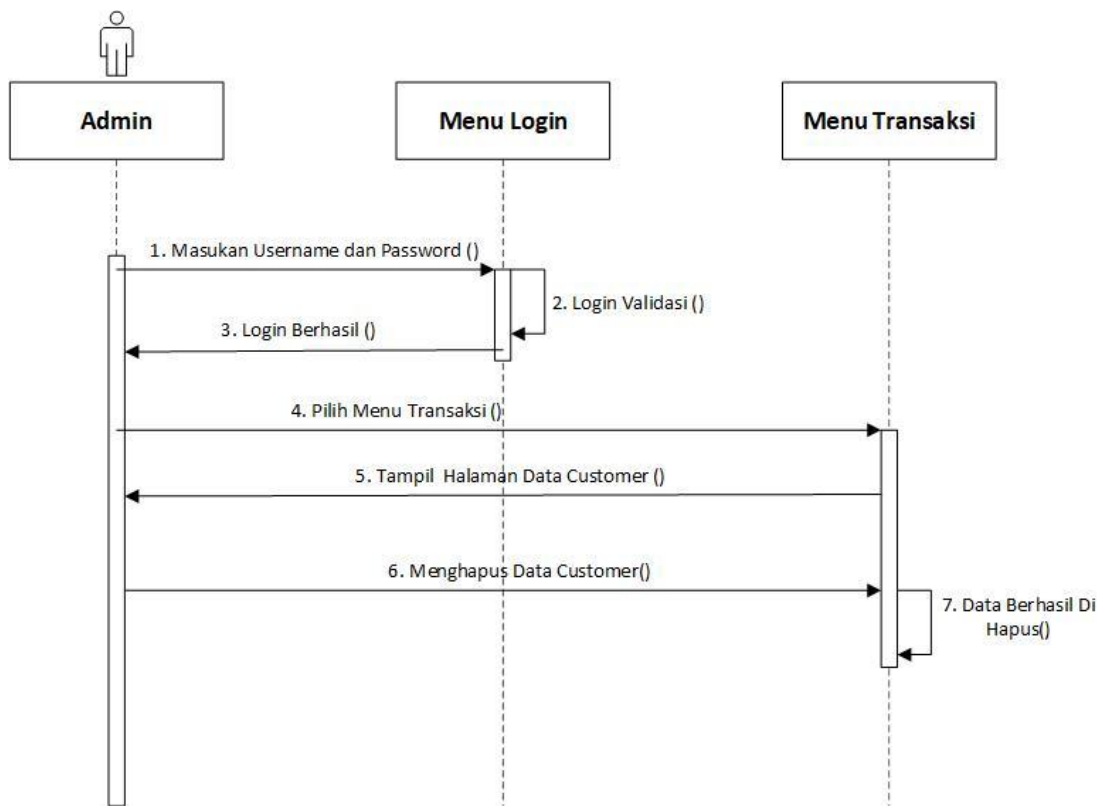 Admin
Menu Login
Menu Transaksi
1. Masukan Username dan Password ()
2. Login Validasi ()
3. Login Berhasil ()
4. Pilih Menu Transaksi ()
5. Tampil Halaman Data Customer ()
6. Menghapus Data Customer()
7. Data Berhasil Di
Hapus()